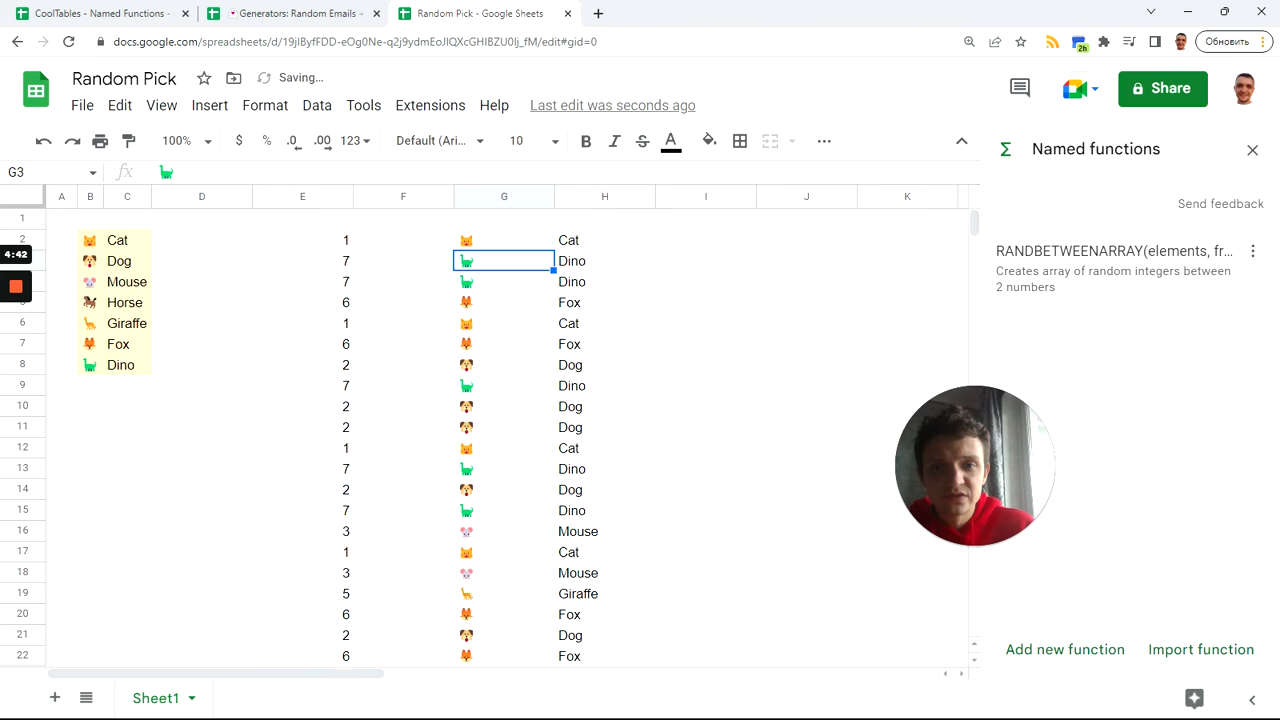 CoolTables - Named Functions -
Generators: Random Emails -
Random Pick - Google Sheets
docs.google.com/spreadsheets/d/19jIByfFDD-eOg0Ne-q2j9ydmEoJIQXcGHIBZU0Ij_fM/edit#gid=0
2h
Обновить
Random Pick
Saving...
File Edit View Insert Format Data Tools Extensions Help Last edit was seconds ago
Share
100% $ % .0 .00 123 Default (Ari... 10 B I S A
Named functions
G3
fx
Send feedback
A B C D E F G H I J K
1
2 Cat 1 Cat
4:42 Dog 7 Dino
Mouse 7 Dino
5 Horse 6 Fox
6 Giraffe 1 Cat
7 Fox 6 Fox
8 Dino 2 Dog
9 7 Dino
10 2 Dog
11 2 Dog
12 1 Cat
13 7 Dino
14 2 Dog
15 7 Dino
16 3 Mouse
17 1 Cat
18 3 Mouse
19 5 Giraffe
20 6 Fox
21 2 Dog
22 6 Fox
RANDBETWEENARRAY(elements, fr...
Creates array of random integers between
2 numbers
Add new function Import function
Sheet1